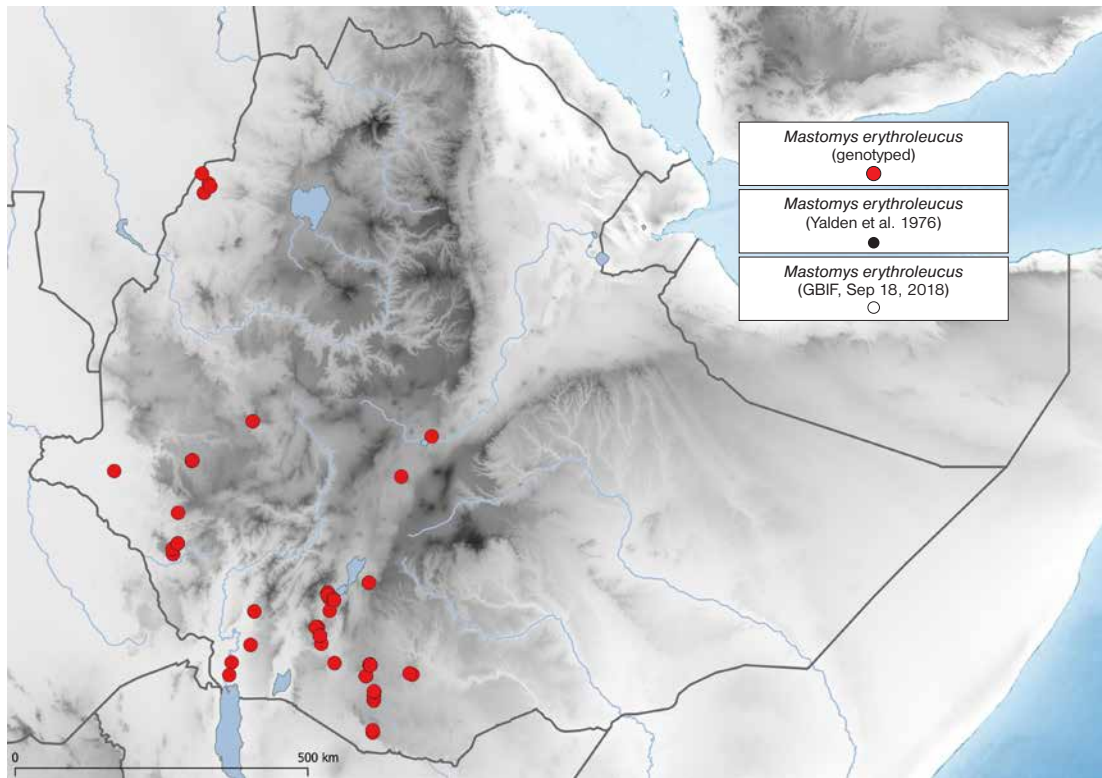 Mastomys erythroleucus
(genotyped)
Mastomys erythroleucus
(Yalden et al. 1976)
Mastomys erythroleucus
(GBIF, Sep 18, 2018)
0
500 km